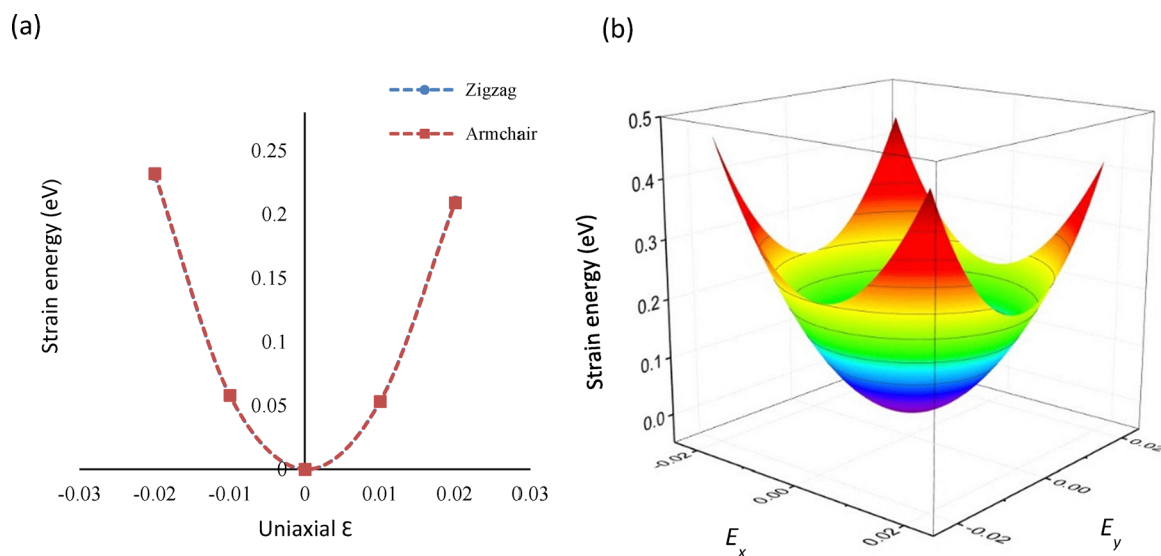 (a)
Zigzag
Armchair
0.25
0.2
0.15
0.1
0.05
0
-0.03 -0.02 -0.01 0 0.01 0.02 0.03
Strain energy (eV)
Uniaxial Ɛ
(b)
0.5
0.4
0.3
0.2
0.1
0.0
Strain energy (eV)
-0.02
0.00
0.02
E_x
-0.02
0.00
0.02
E_y